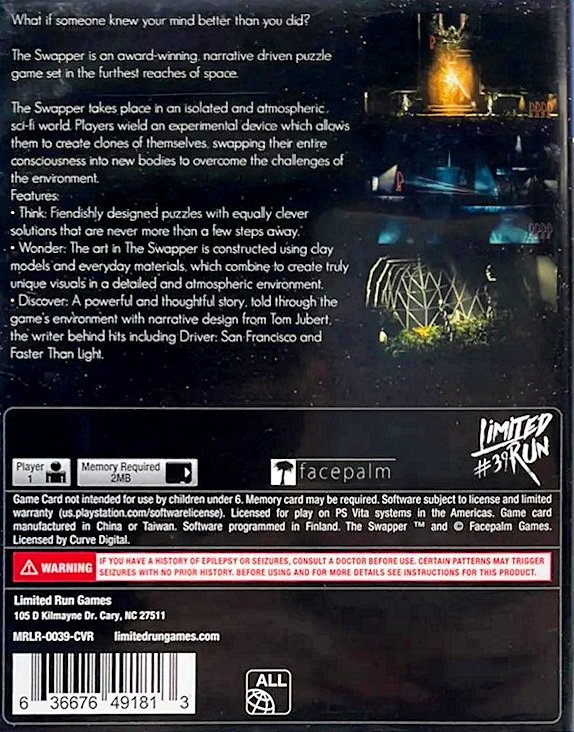 What if someone knew your mind better than you did?
The Swapper is an award-winning, narrative driven puzzle
game set in the furthest reaches of space.
The Swapper takes place in an isolated and atmospheric
sci-fi world. Players wield an experimental device which allows
them to create clones of themselves, swapping their entire
consciousness into new bodies to overcome the challenges of
the environment.
Features:
• Think: Fiendishly designed puzzles with equally clever
solutions that are never more than a few steps away.
• Wonder: The art in The Swapper is constructed using clay
models and everyday materials, which combine to create truly
unique visuals in a detailed and atmospheric environment.
• Discover: A powerful and thoughtful story, told through the
game's environment with narrative design from Tom Jubert,
the writer behind hits including Driver: San Francisco and
Faster Than Light.
LIMITED
RUN
#39
Player
1
Memory Required
2MB
facepalm
Game Card not intended for use by children under 6. Memory card may be required. Software subject to license and limited
warranty (us.playstation.com/softwarelicense). Licensed for play on PS Vita systems in the Americas. Game card
manufactured in China or Taiwan. Software programmed in Finland. The Swapper ™ and © Facepalm Games.
Licensed by Curve Digital.
WARNING
IF YOU HAVE A HISTORY OF EPILEPSY OR SEIZURES, CONSULT A DOCTOR BEFORE USE. CERTAIN PATTERNS MAY TRIGGER
SEIZURES WITH NO PRIOR HISTORY. BEFORE USING AND FOR MORE DETAILS SEE INSTRUCTIONS FOR THIS PRODUCT.
Limited Run Games
105 D Kilmayne Dr. Cary, NC 27511
MRLR-0039-CVR limitedrungames.com
6 36676 49181 3
ALL